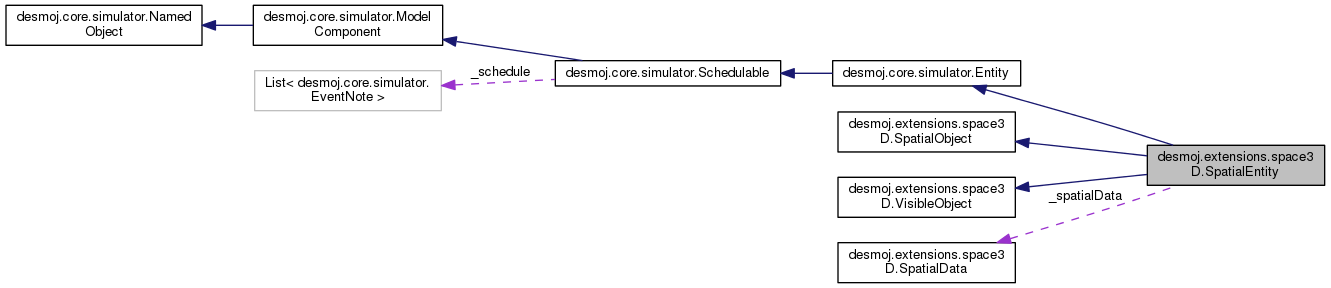 desmoj.core.simulator.Named
Object
desmoj.core.simulator.Model
Component
List< desmoj.core.simulator.
EventNote >
_schedule
desmoj.core.simulator.Schedulable
desmoj.core.simulator.Entity
desmoj.extensions.space3
D.SpatialObject
desmoj.extensions.space3
D.VisibleObject
desmoj.extensions.space3
D.SpatialData
_spatialData
desmoj.extensions.space3
D.SpatialEntity